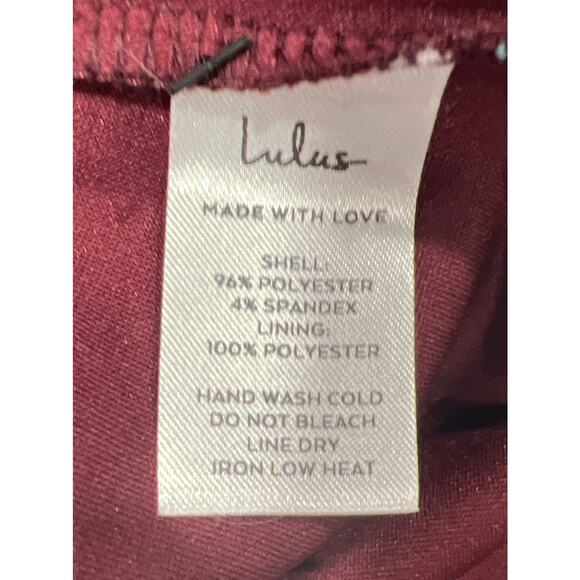 Lulus
MADE WITH LOVE
SHELL:
96% POLYESTER
4% SPANDEX
LINING:
100% POLYESTER
HAND WASH COLD
DO NOT BLEACH
LINE DRY
IRON LOW HEAT